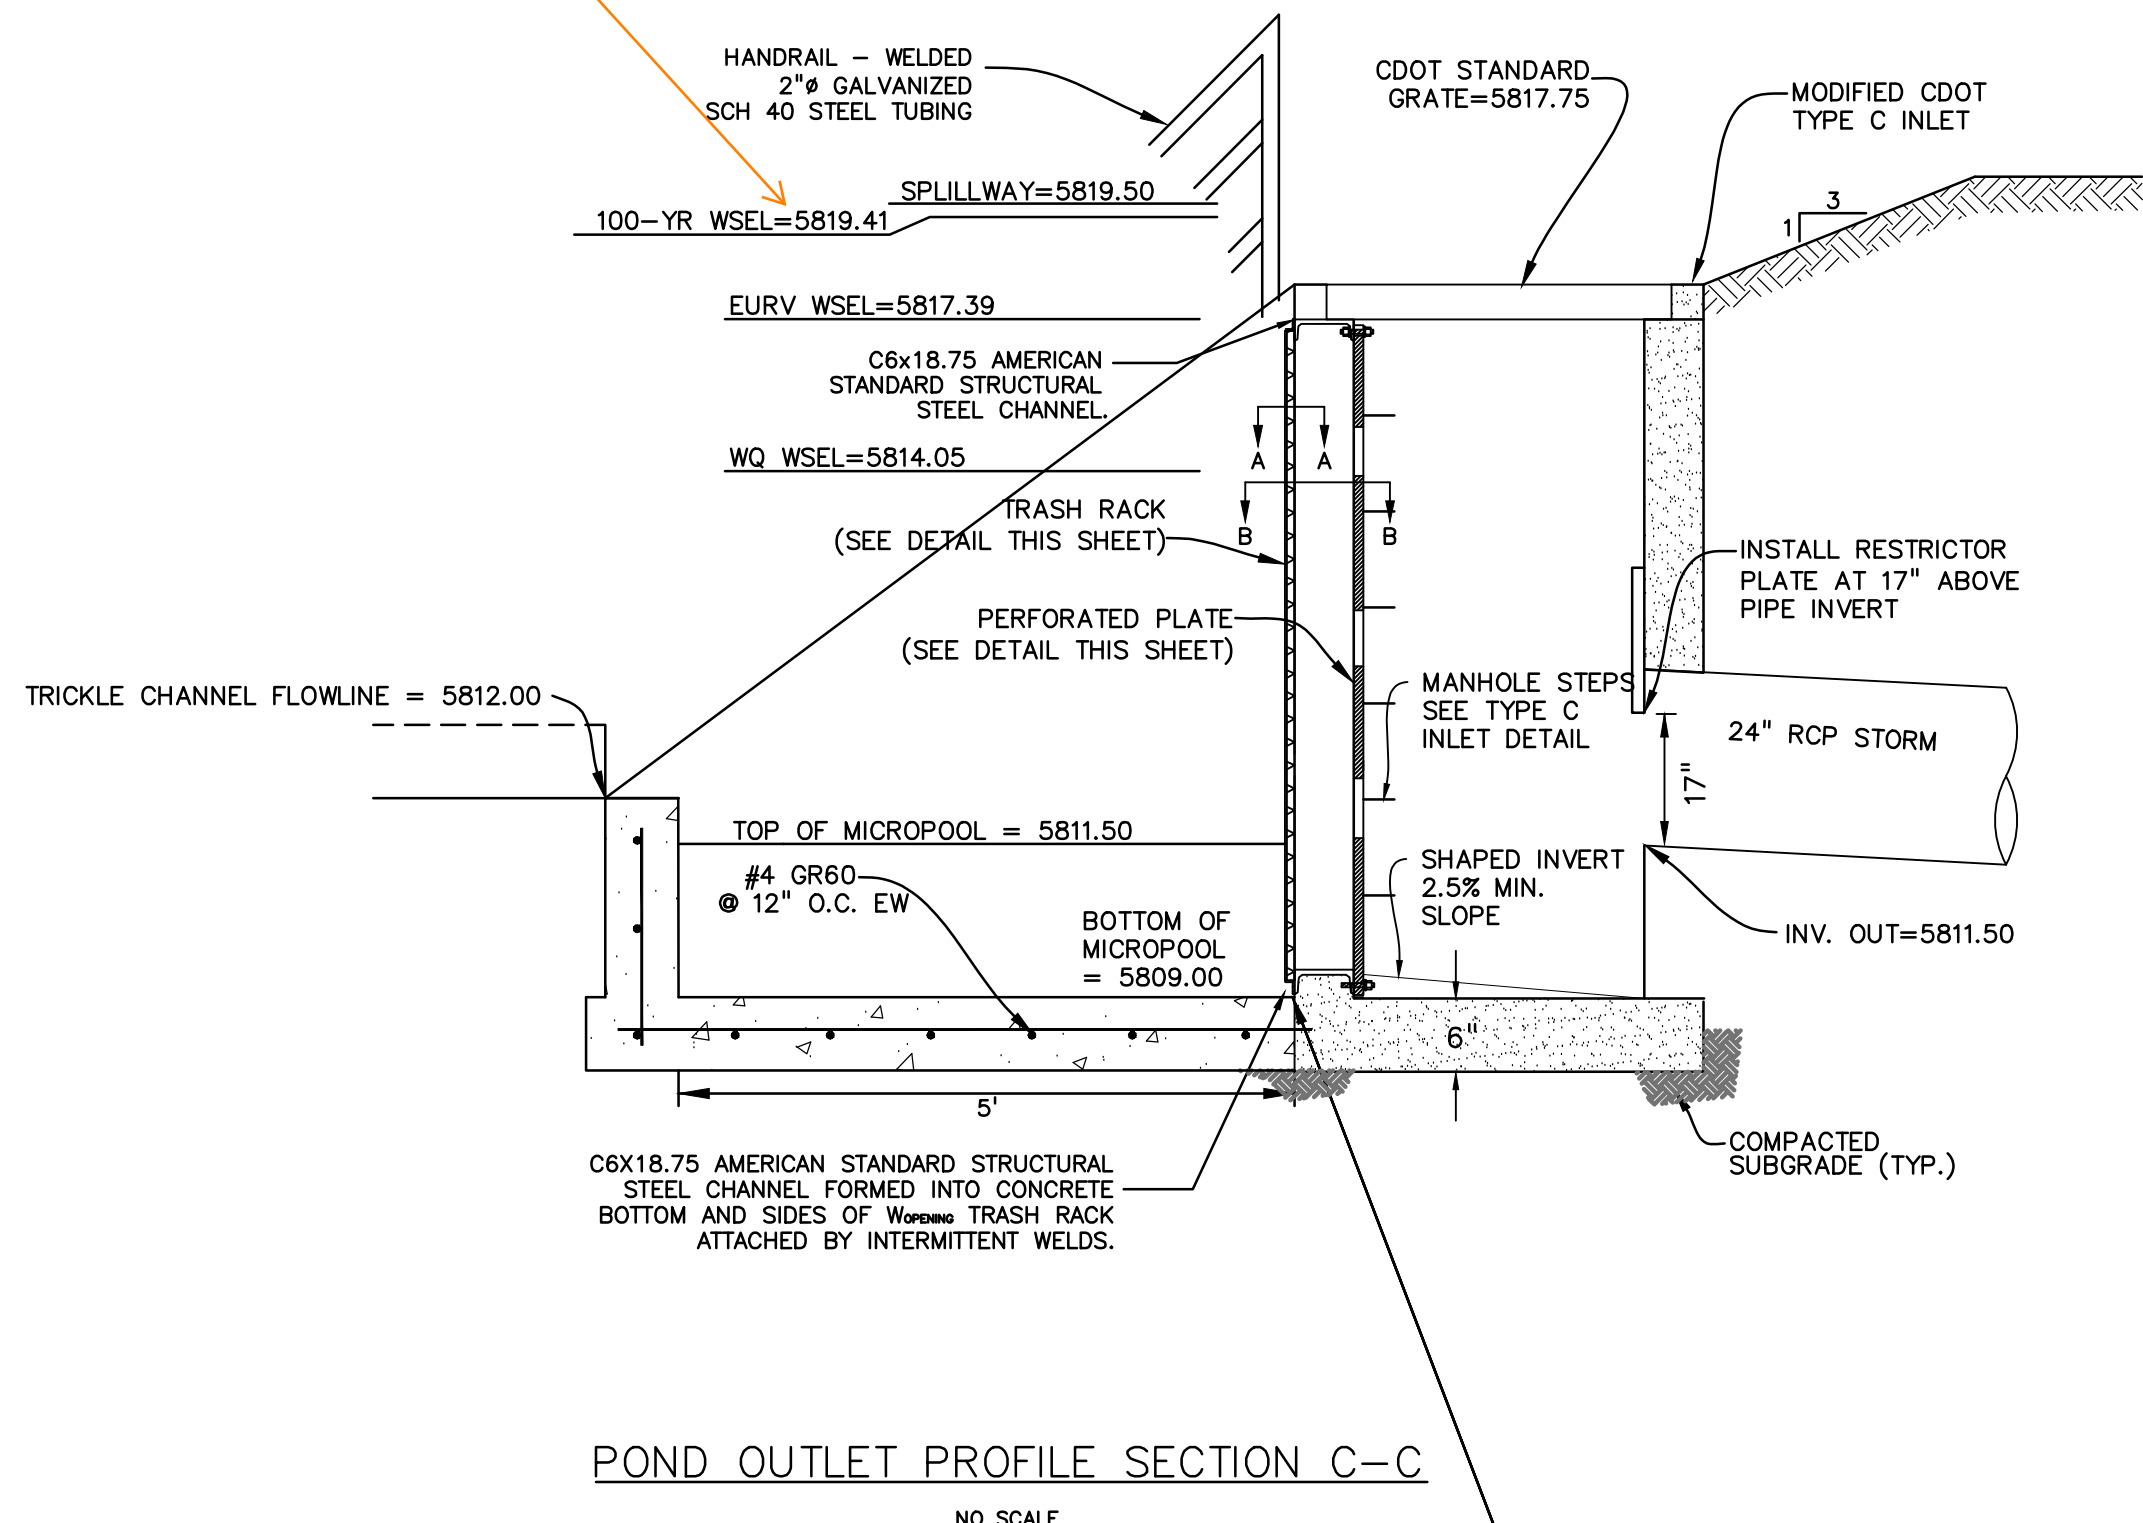 HANDRAIL - WELDED
2"ø GALVANIZED
SCH 40 STEEL TUBING
CDOT STANDARD
GRATE=5817.75
MODIFIED CDOT
TYPE C INLET
SPLILLWAY=5819.50
100-YR WSEL=5819.41
3
1
EURV WSEL=5817.39
C6x18.75 AMERICAN
STANDARD STRUCTURAL
STEEL CHANNEL.
WQ WSEL=5814.05
A A
B B
TRASH RACK
(SEE DETAIL THIS SHEET)
INSTALL RESTRICTOR
PLATE AT 17" ABOVE
PIPE INVERT
PERFORATED PLATE
(SEE DETAIL THIS SHEET)
TRICKLE CHANNEL FLOWLINE = 5812.00
MANHOLE STEPS
SEE TYPE C
INLET DETAIL
24" RCP STORM
17"
TOP OF MICROPOOL = 5811.50
#4 GR60
@ 12" O.C. EW
SHAPED INVERT
2.5% MIN.
SLOPE
BOTTOM OF
MICROPOOL
= 5809.00
INV. OUT=5811.50
6"
5'
COMPACTED
SUBGRADE (TYP.)
C6X18.75 AMERICAN STANDARD STRUCTURAL
STEEL CHANNEL FORMED INTO CONCRETE
BOTTOM AND SIDES OF WOPENING TRASH RACK
ATTACHED BY INTERMITTENT WELDS.
POND OUTLET PROFILE SECTION C-C
NO SCALE